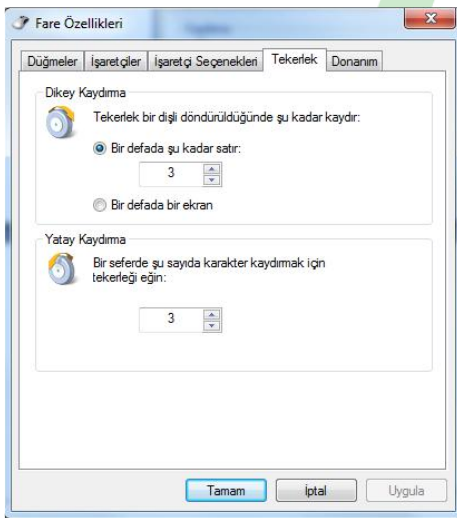 Fare Özellikleri
Düğmeler İşaretçiler İşaretçi Seçenekleri Tekerlek Donanım
Dikey Kaydırma
Tekerlek bir dişli döndürüldüğünde şu kadar kaydır:
Bir defada şu kadar satır:
3
Bir defada bir ekran
Yatay Kaydırma
Bir seferde şu sayıda karakter kaydırmak için
tekerleği eğin:
3
Tamam İptal Uygula